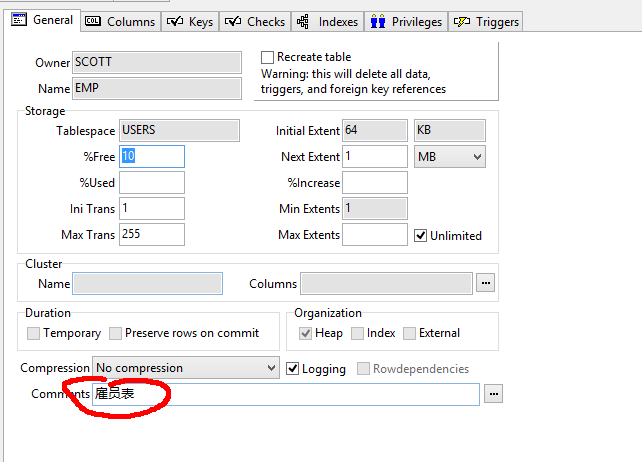 General Columns Keys Checks Indexes Privileges Triggers
Owner SCOTT
Name EMP
Recreate table
Warning: this will delete all data,
triggers, and foreign key references
Storage
Tablespace USERS Initial Extent 64 KB
%Free 10 Next Extent 1 MB
%Used %Increase
Ini Trans 1 Min Extents 1
Max Trans 255 Max Extents Unlimited
Cluster
Name Columns ...
Duration Organization
Temporary Preserve rows on commit Heap Index External
Compression No compression Logging Rowdependencies
Comments 雇员表 ...